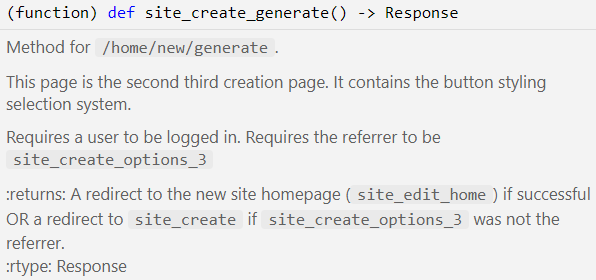 (function) def site_create_generate() -> Response
Method for /home/new/generate .
This page is the second third creation page. It contains the button styling
selection system.
Requires a user to be logged in. Requires the referrer to be
site_create_options_3
:returns: A redirect to the new site homepage ( site_edit_home ) if successful
OR a redirect to site_create if site_create_options_3 was not the
referrer.
:rtype: Response